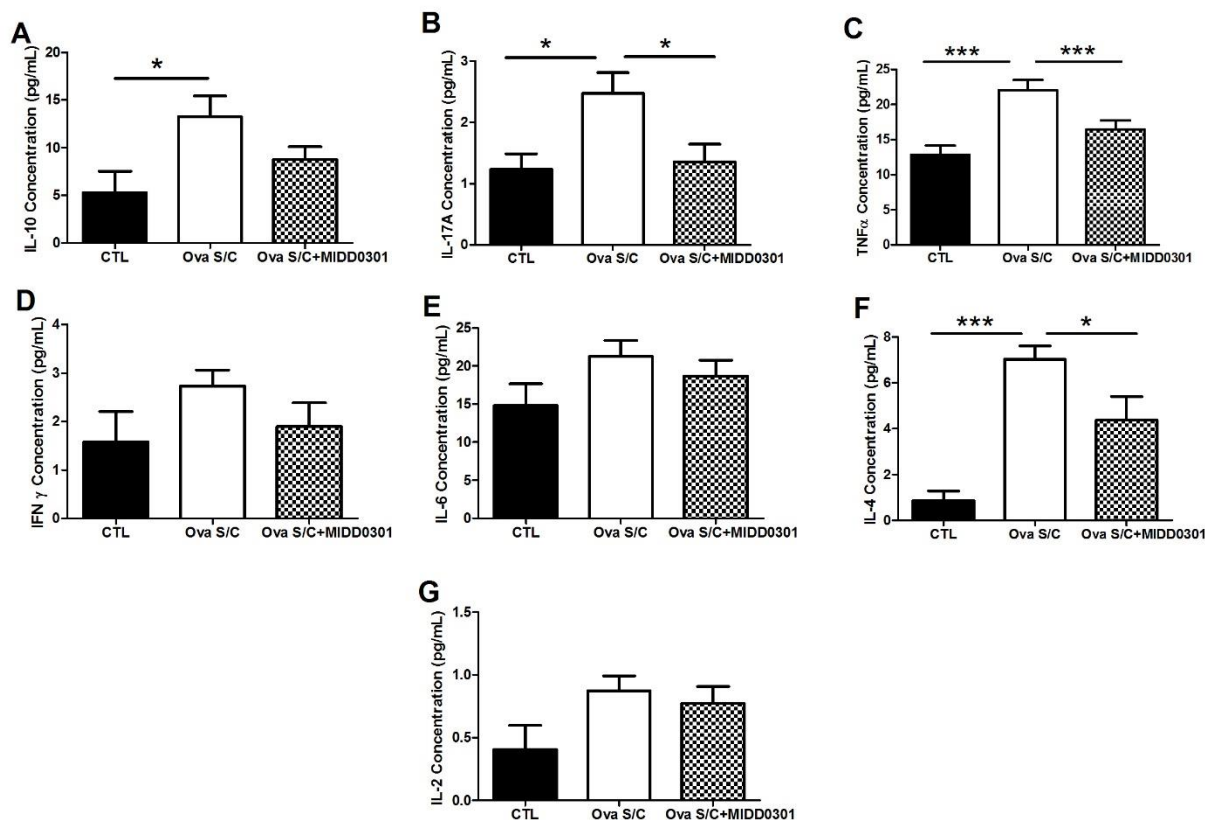 A
IL-10 Concentration (pg/mL)
20
15
10
5
0
*
CTL
Ova S/C
Ova S/C+MIDD0301
B
IL-17A Concentration (pg/mL)
3
2
1
0
*
*
CTL
Ova S/C
Ova S/C+MIDD0301
C
TNFα Concentration (pg/mL)
25
20
15
10
5
0
***
***
CTL
Ova S/C
Ova S/C+MIDD0301
D
IFN γ Concentration (pg/mL)
4
3
2
1
0
CTL
Ova S/C
Ova S/C+MIDD0301
E
IL-6 Concentration (pg/mL)
25
20
15
10
5
0
CTL
Ova S/C
Ova S/C+MIDD0301
F
IL-4 Concentration (pg/mL)
8
6
4
2
0
***
*
CTL
Ova S/C
Ova S/C+MIDD0301
G
IL-2 Concentration (pg/mL)
1.5
1.0
0.5
0.0
CTL
Ova S/C
Ova S/C+MIDD0301